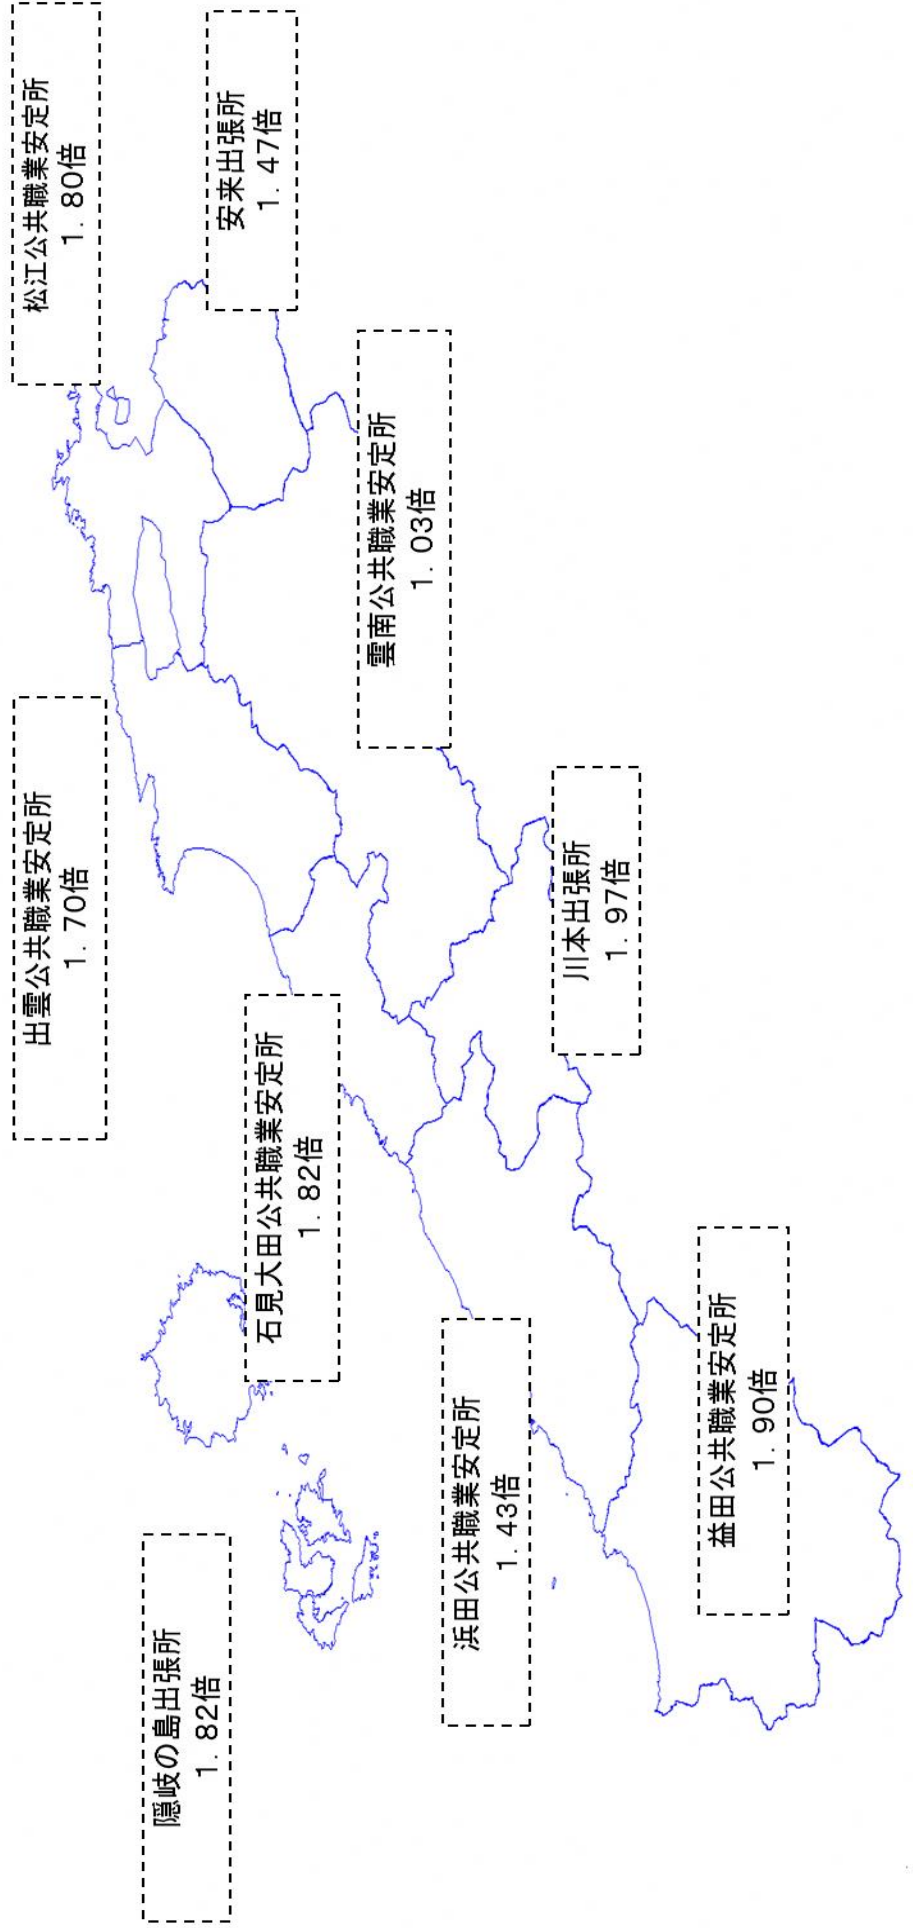 隠岐の島出張所
1. 82倍
出雲公共職業安定所
1. 70倍
松江公共職業安定所
1. 80倍
安来出張所
1. 47倍
石見大田公共職業安定所
1. 82倍
雲南公共職業安定所
1. 03倍
浜田公共職業安定所
1. 43倍
川本出張所
1. 97倍
益田公共職業安定所
1. 90倍